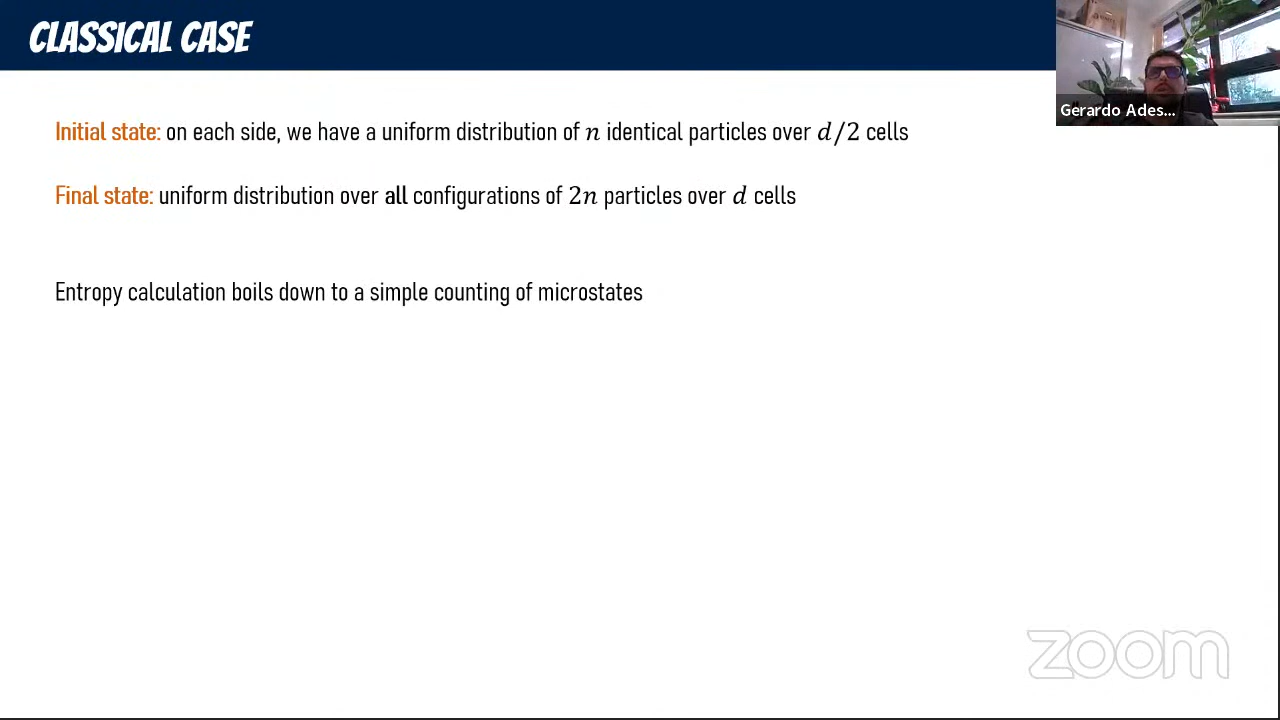 CLASSICAL CASE
Gerardo Ades...
Initial state: on each side, we have a uniform distribution of n identical particles over d/2 cells
Final state: uniform distribution over all configurations of 2n particles over d cells
Entropy calculation boils down to a simple counting of microstates
zoom